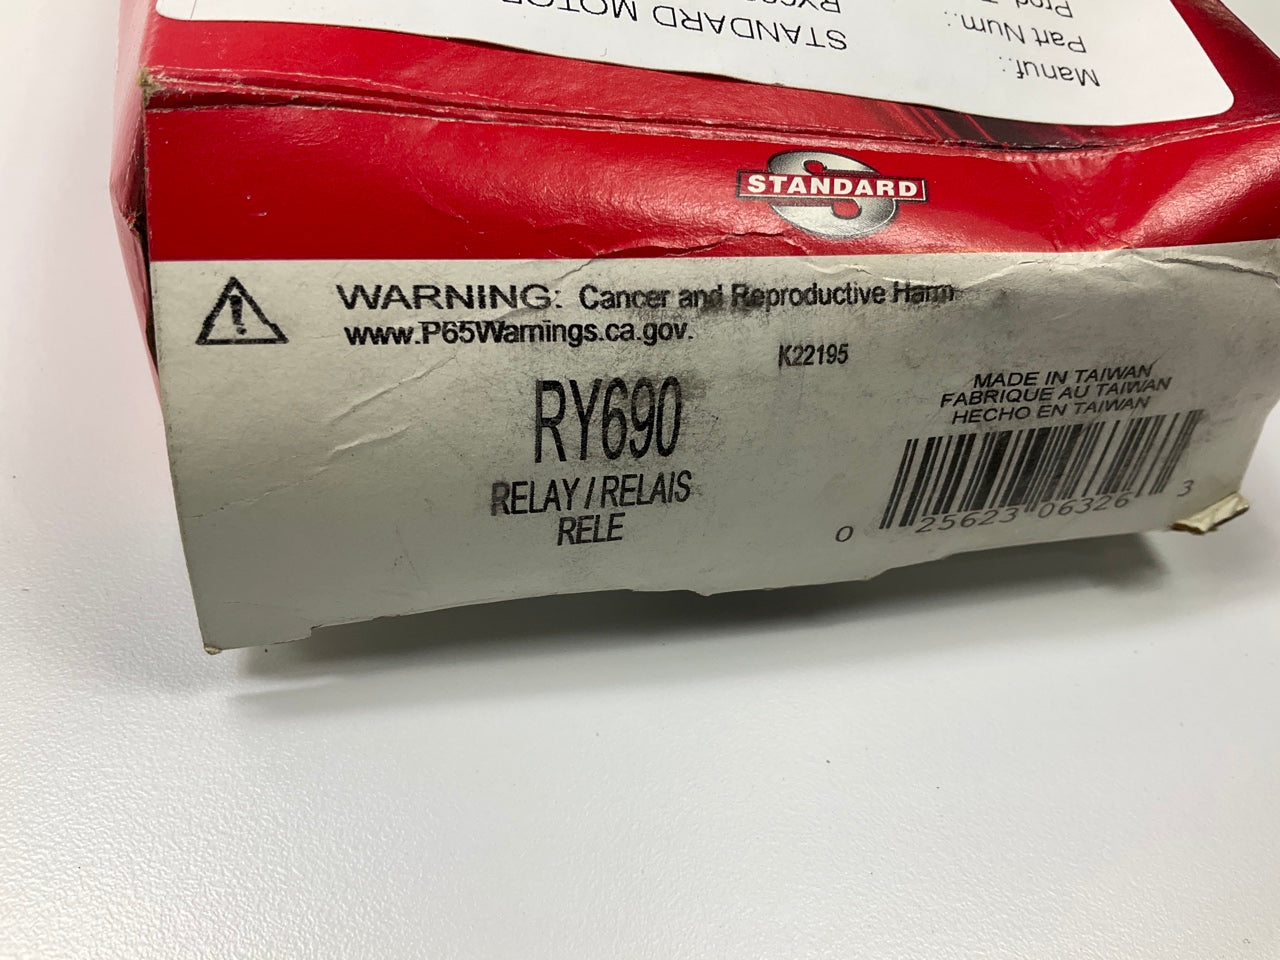 Manuf.:
Part Num.:
STANDARD
STANDARD
WARNING: Cancer and Reproductive Harm
www.P65Warnings.ca.gov.
K22195
RY690
RELAY / RELAIS
RELE
MADE IN TAIWAN
FABRIQUE AU TAIWAN
HECHO EN TAIWAN
0 25623 06326 3